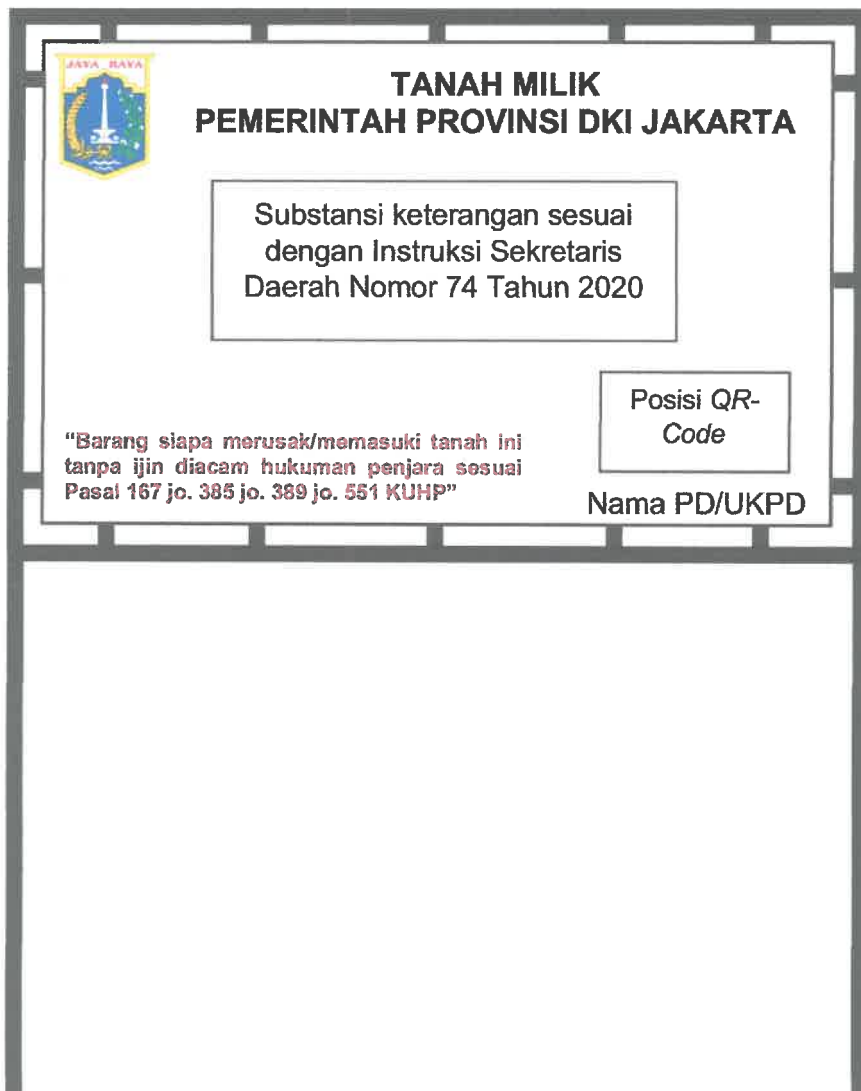 JAYA RAYA
TANAH MILIK
PEMERINTAH PROVINSI DKI JAKARTA
Substansi keterangan sesuai
dengan Instruksi Sekretaris
Daerah Nomor 74 Tahun 2020
Posisi QR-
Code
"Barang siapa merusak/memasuki tanah ini
tanpa ijin diacam hukuman penjara sesuai
Pasal 167 jo. 385 jo. 389 jo. 551 KUHP"
Nama PD/UKPD